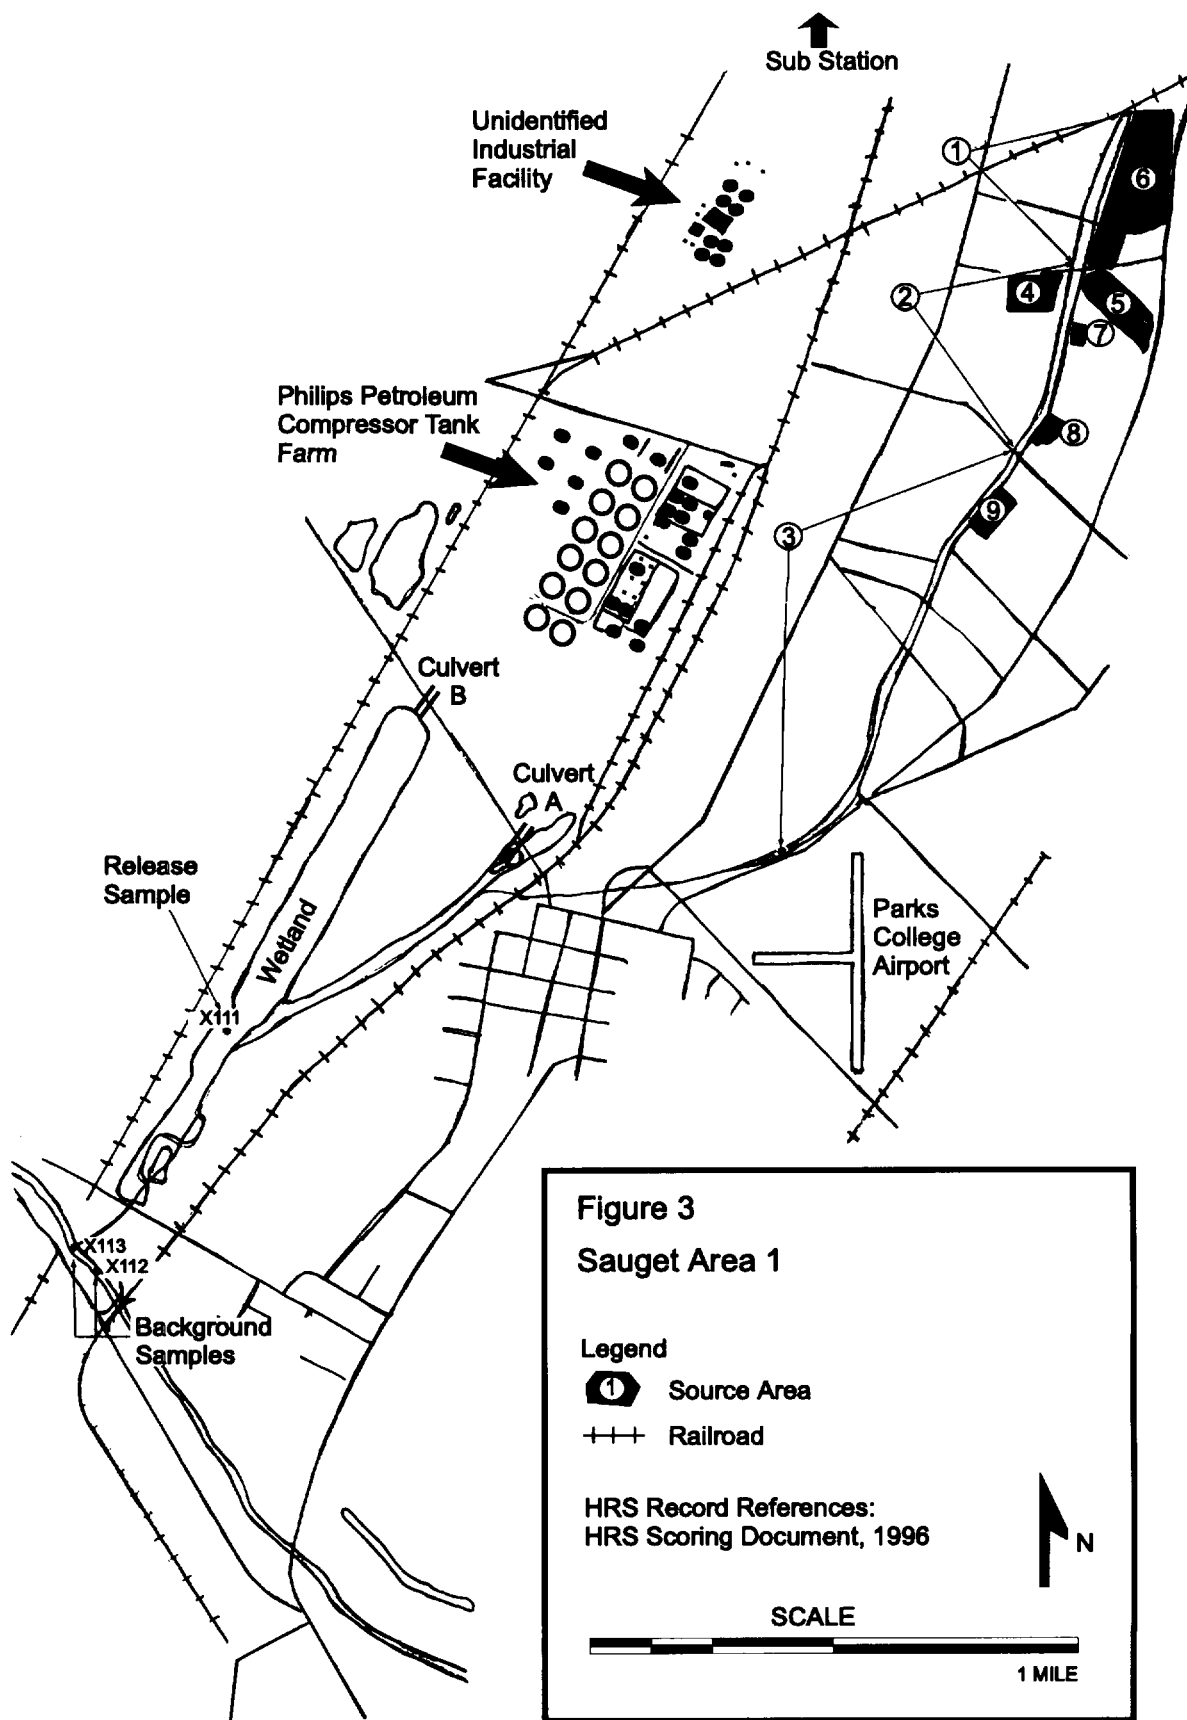 Sub Station
Unidentified
Industrial
Facility
1
6
2
4
5
7
Philips Petroleum
Compressor Tank
Farm
8
9
3
Culvert
B
Culvert
A
Release
Sample
Wetland
X111
Parks
College
Airport
X113
X112
Background
Samples
Figure 3
Sauget Area 1
Legend
1 Source Area
Railroad
HRS Record References:
HRS Scoring Document, 1996
N
SCALE
1 MILE